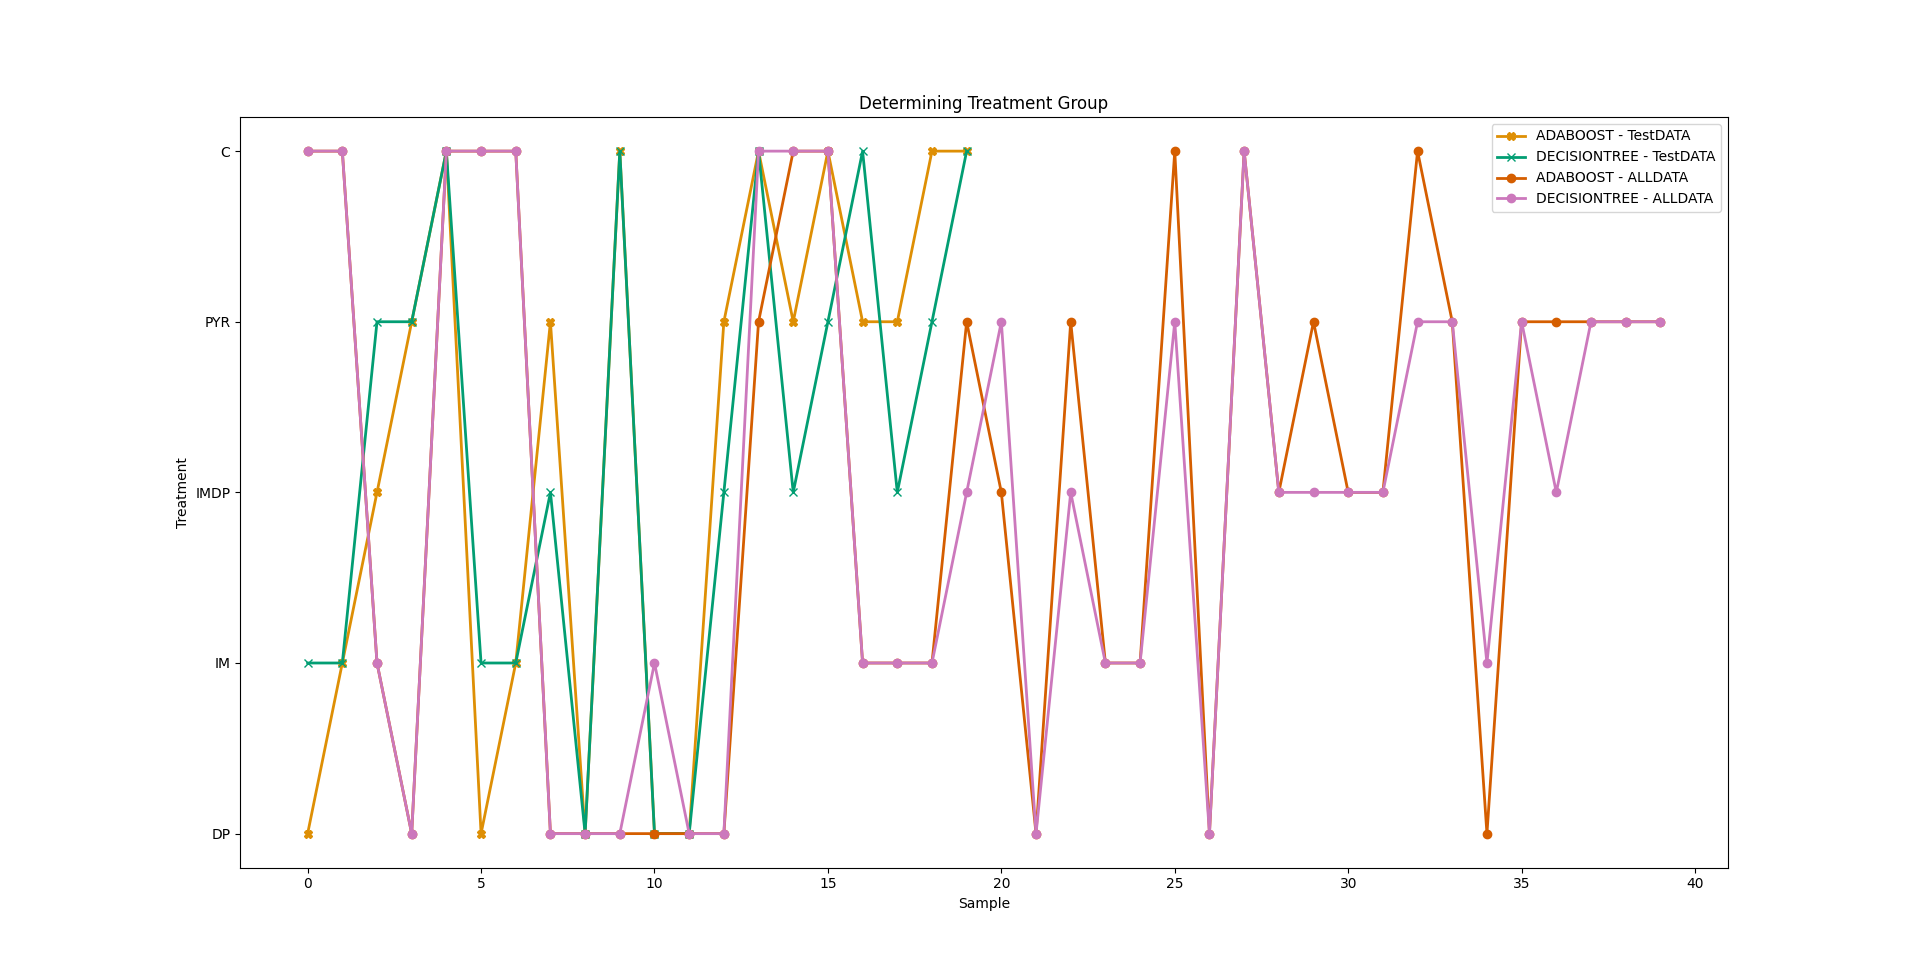 Determining Treatment Group
ADABOOST - TestDATA
DECISIONTREE - TestDATA
ADABOOST - ALLDATA
DECISIONTREE - ALLDATA
C
PYR
IMDP
IM
DP
Treatment
0 5 10 15 20 25 30 35 40
Sample